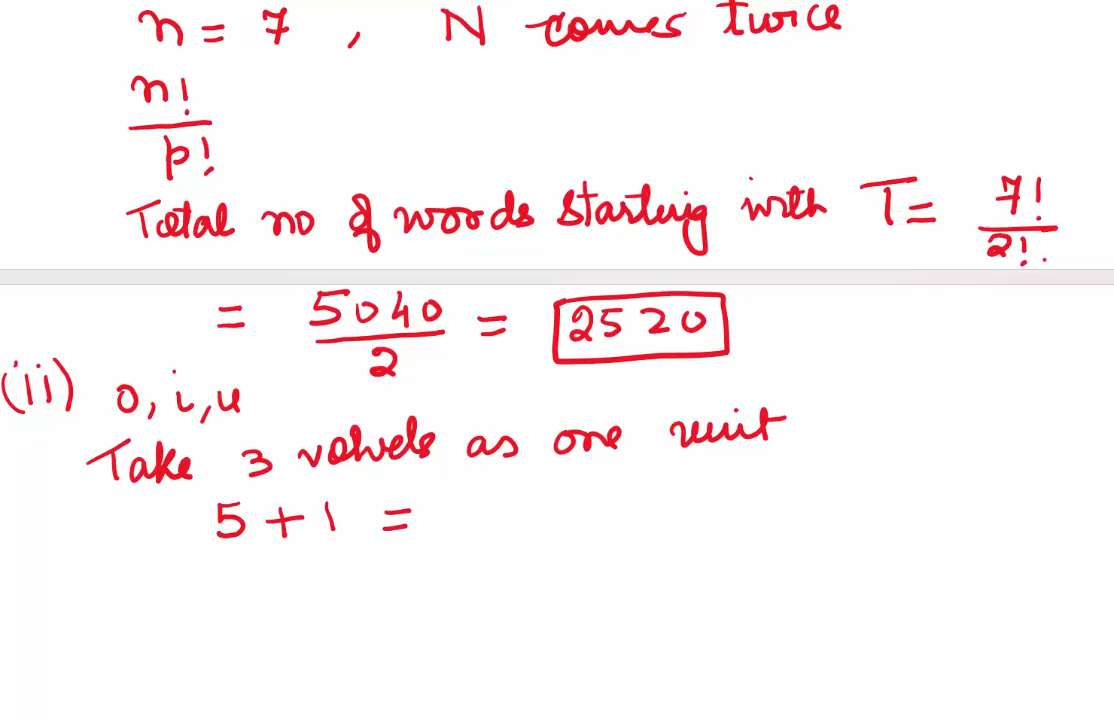 n = 7, N comes twice
n!
p!
Total no of words starting with T = 7!
2!.
= 5040 = 2520
2
(ii) o, i, u
Take 3 vowels as one unit
5 + 1 =